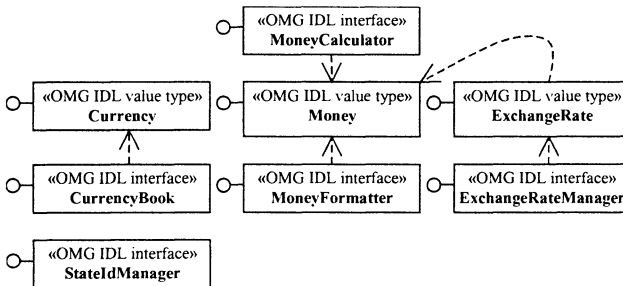 «OMG IDL interface»
MoneyCalculator
«OMG IDL value type»
Currency
«OMG IDL value type»
Money
«OMG IDL value type»
ExchangeRate
«OMG IDL interface»
CurrencyBook
«OMG IDL interface»
MoneyFormatter
«OMG IDL interface»
ExchangeRateManager
«OMG IDL interface»
StateIdManager